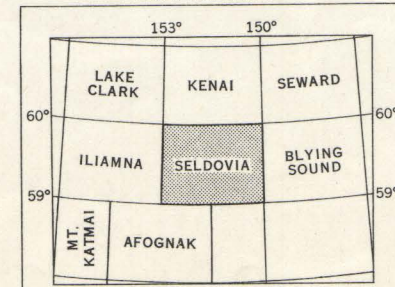 153° 150°
LAKE
CLARK
KENAI
SEWARD
60° 60°
ILIAMNA
SELDOVIA
BLYING
SOUND
59° 59°
MT.
KATMAI
AFOGNAK